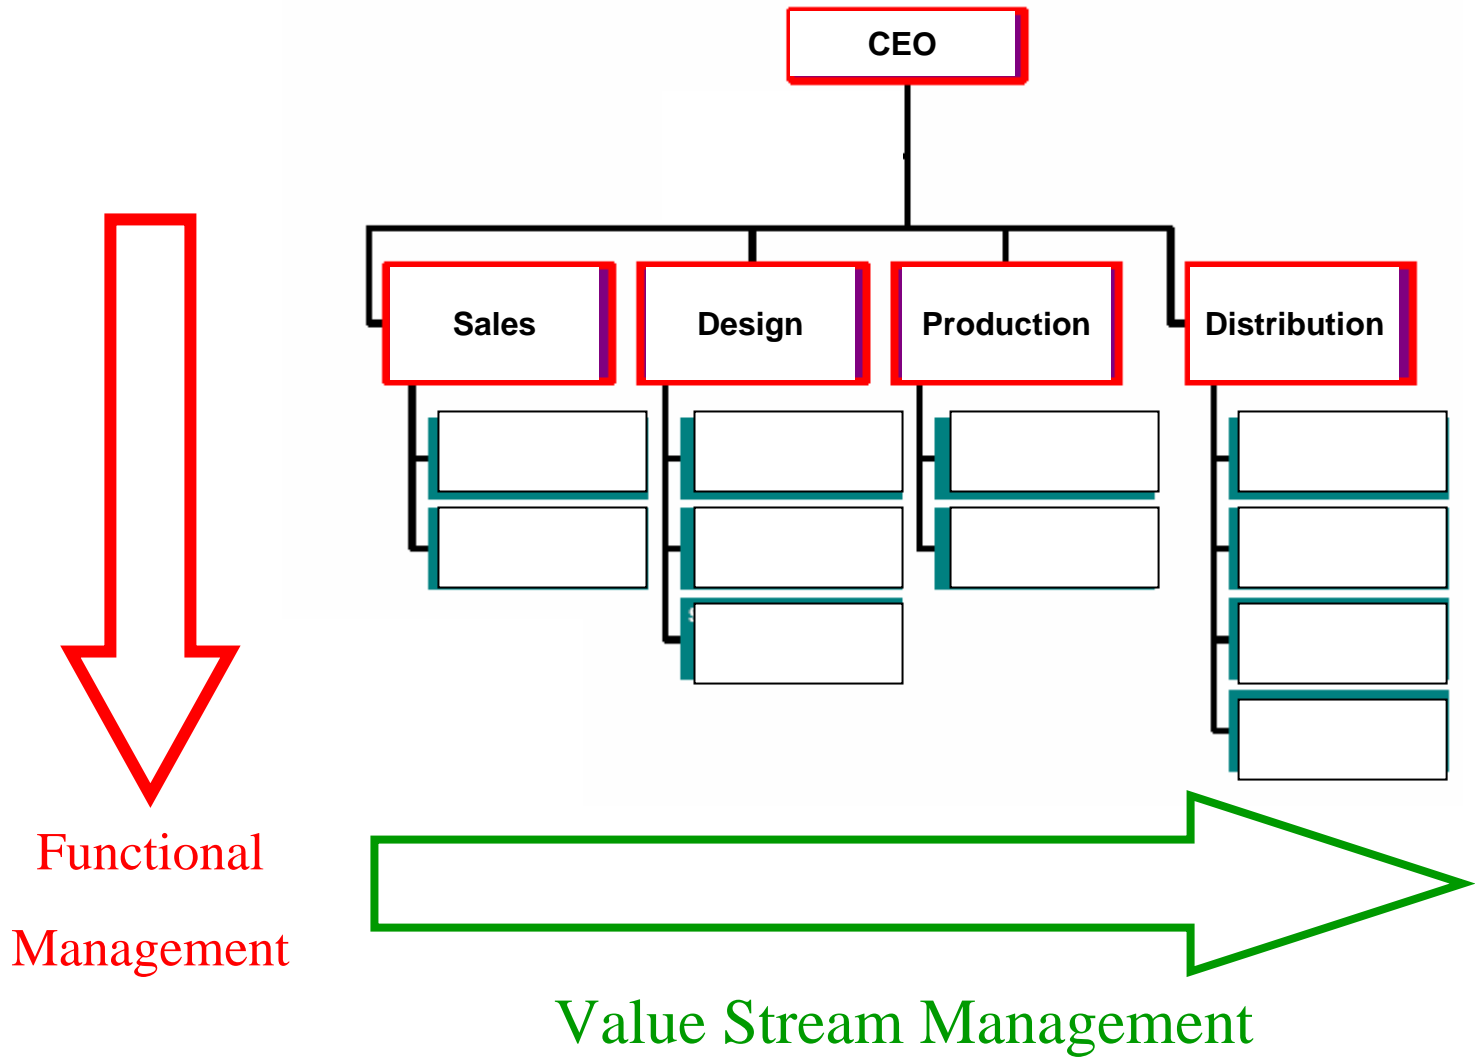 CEO
Sales
Design
Production
Distribution
Functional
Management
Value Stream Management